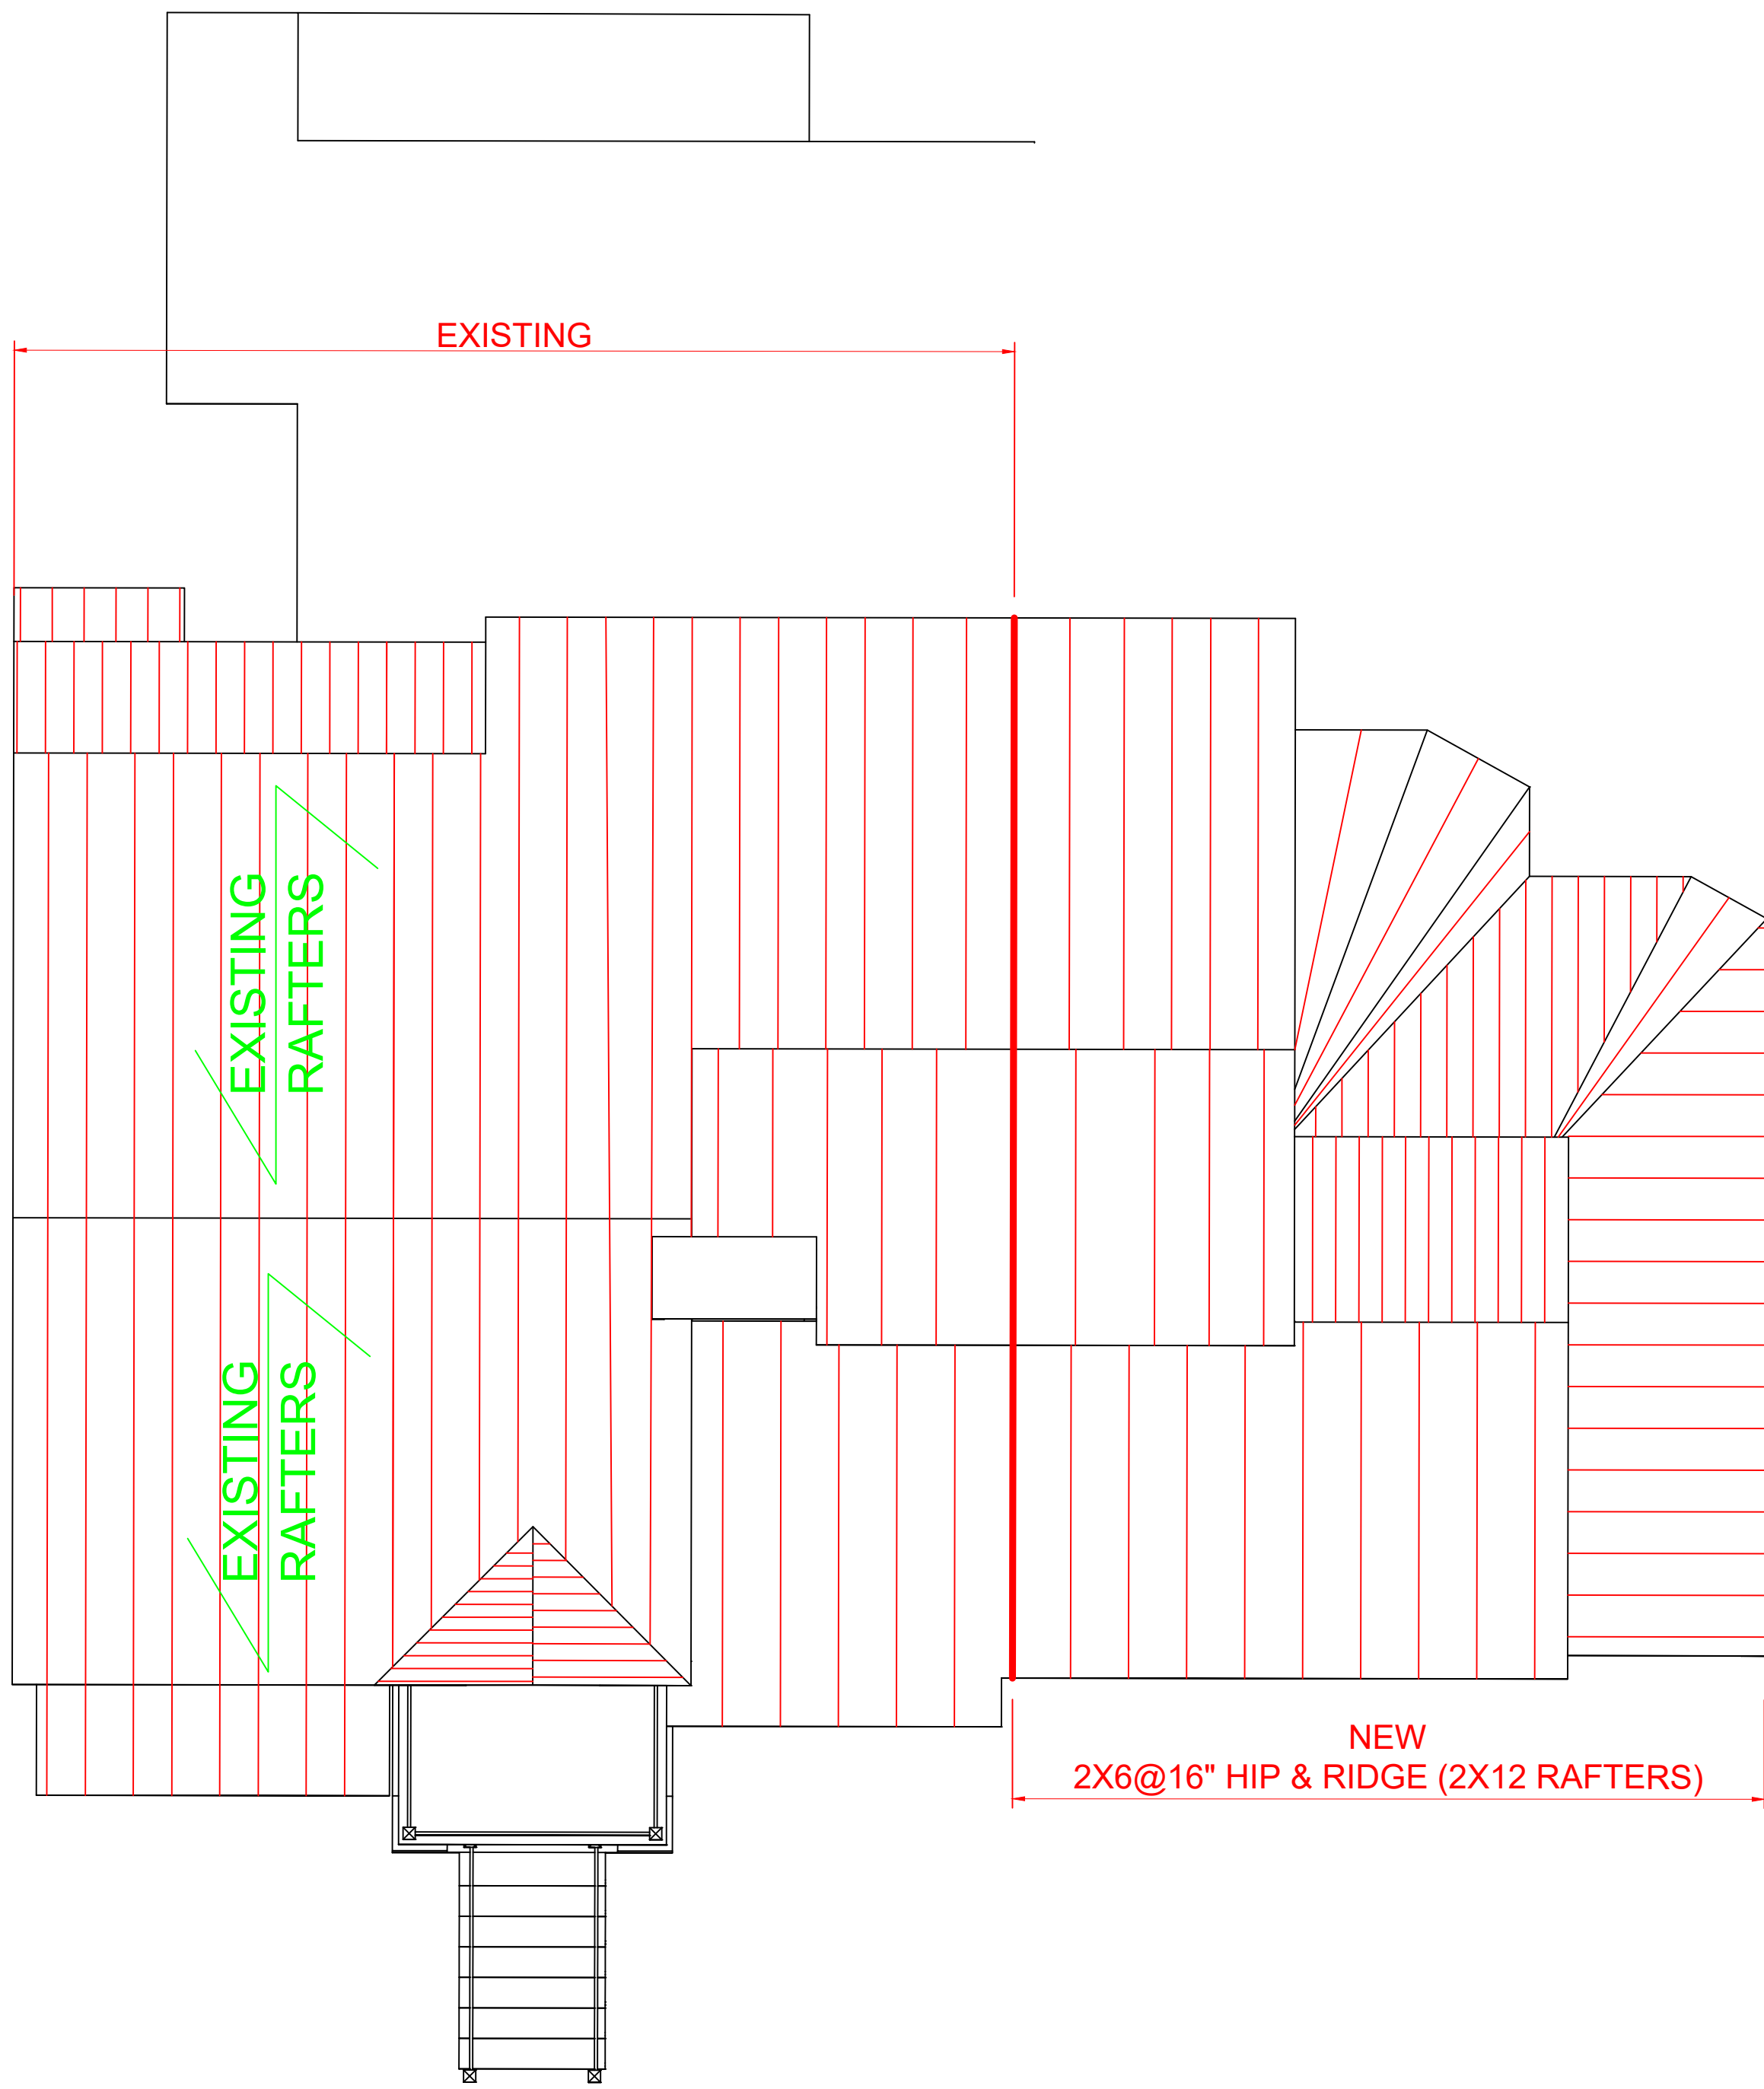 EXISTING
EXISTING
RAFTERS
EXISTING
RAFTERS
NEW
2X6@16" HIP & RIDGE (2X12 RAFTERS)